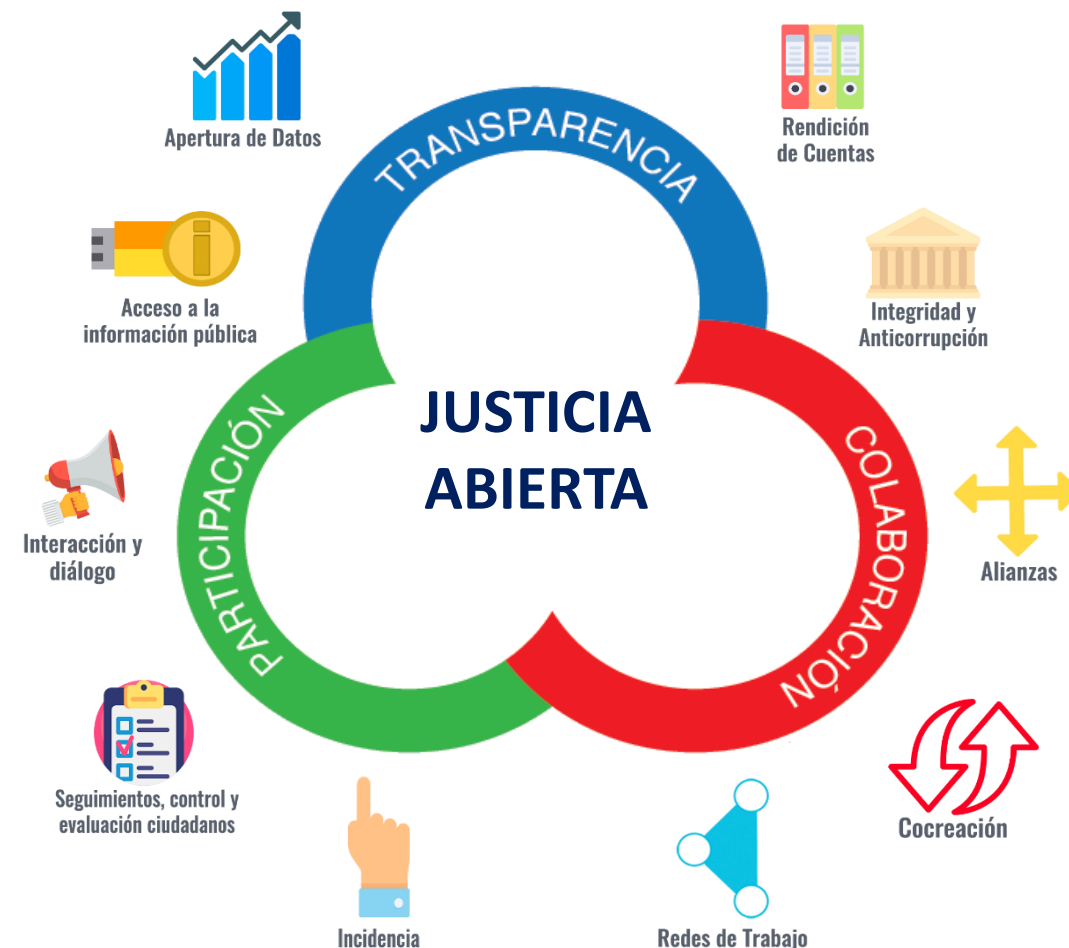 Apertura de Datos
Rendición
de Cuentas
TRANSPARENCIA
Acceso a la
información pública
Integridad y
Anticorrupción
JUSTICIA
ABIERTA
PARTICIPACIÓN
COLABORACIÓN
Interacción y
diálogo
Alianzas
Seguimientos, control y
evaluación ciudadanos
Cocreación
Incidencia
Redes de Trabajo